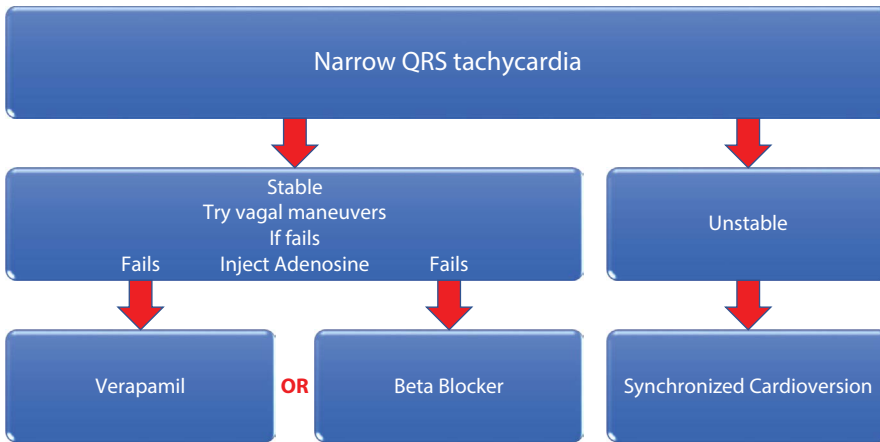 Narrow QRS tachycardia
Stable
Try vagal maneuvers
If fails
Fails Inject Adenosine Fails
Unstable
Verapamil
OR
Beta Blocker
Synchronized Cardioversion